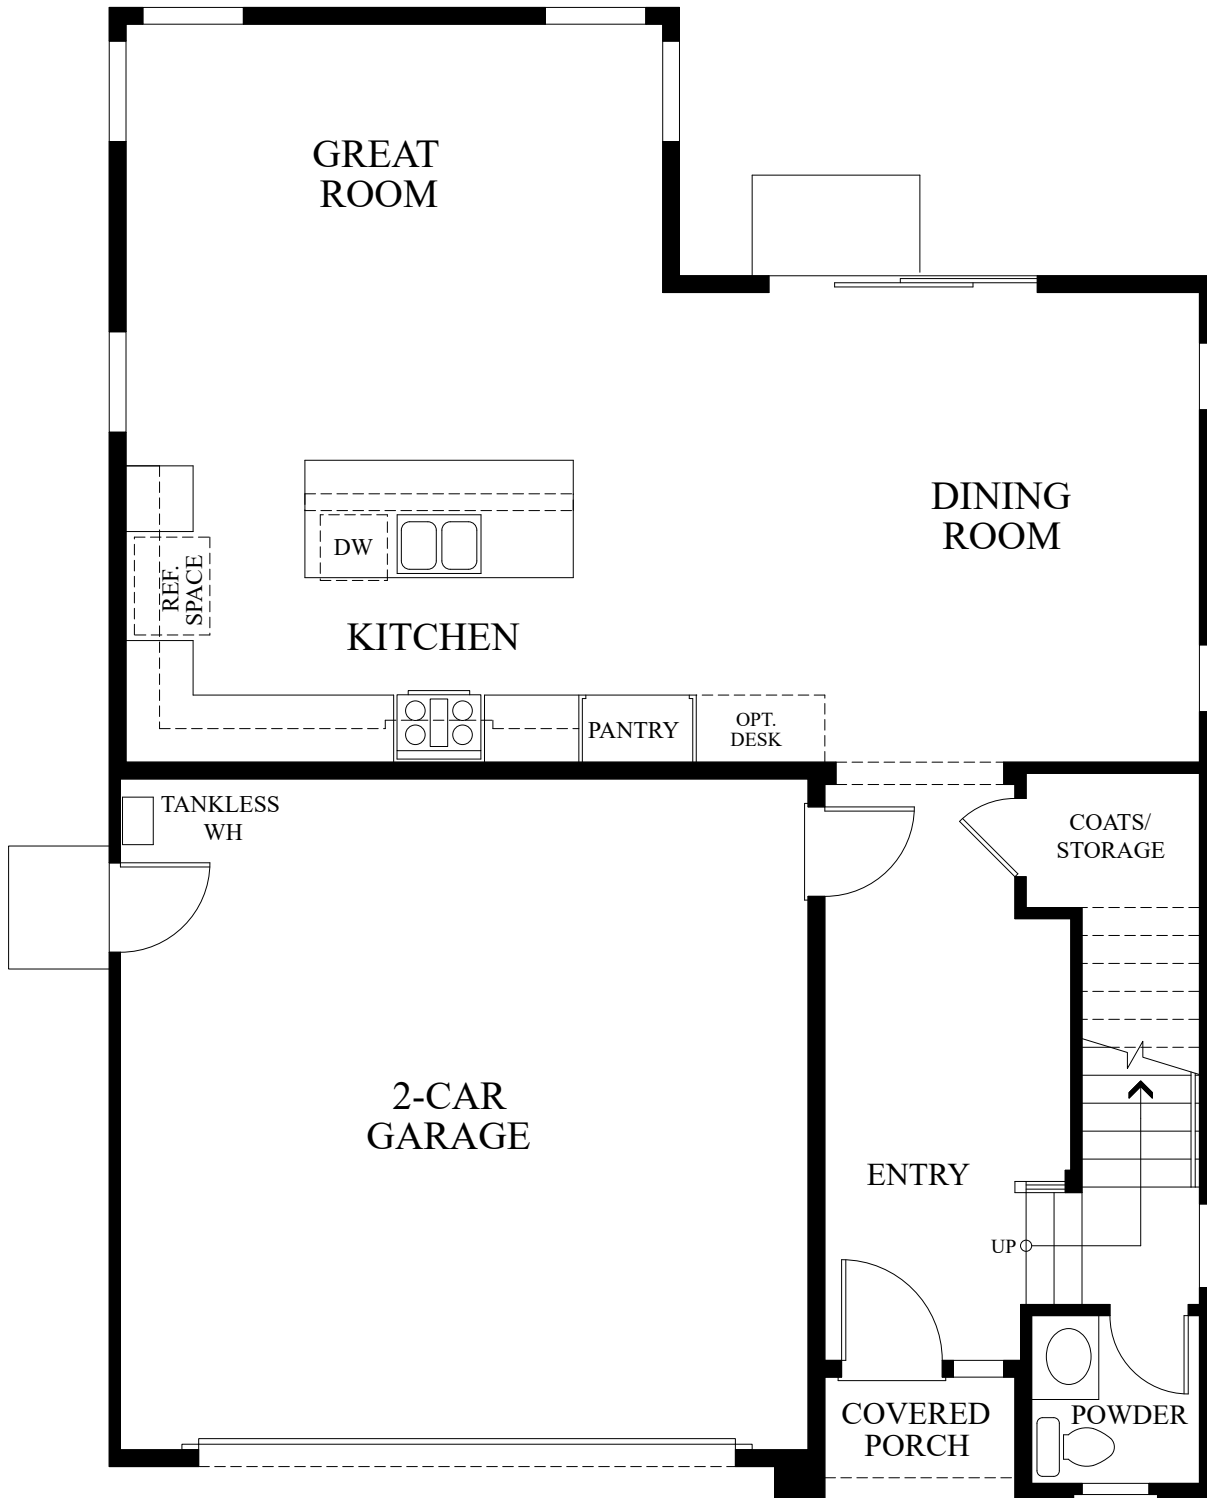 GREAT
ROOM
DINING
ROOM
DW
REF.
SPACE
KITCHEN
PANTRY
OPT.
DESK
TANKLESS
WH
COATS/
STORAGE
2-CAR
GARAGE
ENTRY
UP
COVERED
PORCH
POWDER